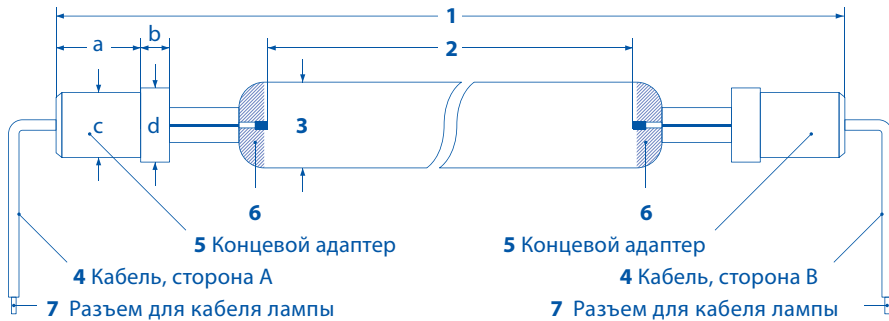 1
a b
2
c d 3
6 6
5 Концевой адаптер 5 Концевой адаптер
4 Кабель, сторона A 4 Кабель, сторона B
7 Разъем для кабеля лампы 7 Разъем для кабеля лампы